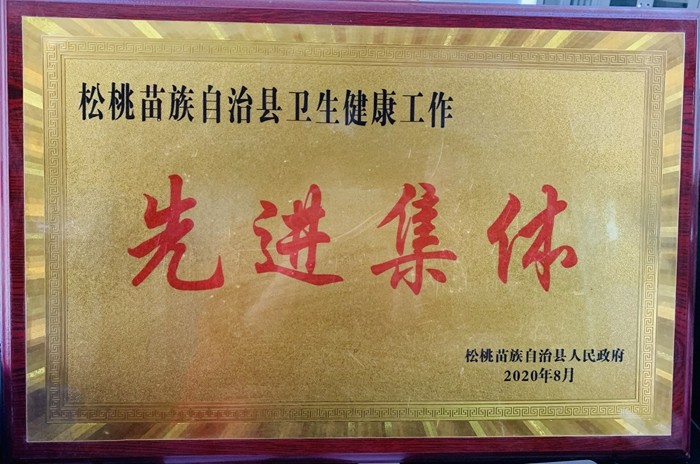 松桃苗族自治县卫生健康工作
先进集体
松桃苗族自治县人民政府
2020年8月